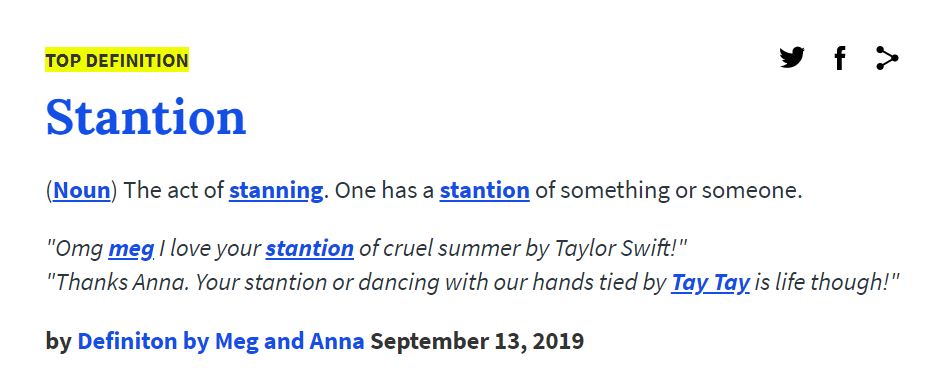 TOP DEFINITION
Stantion
(Noun) The act of stanning. One has a stantion of something or someone.
"Omg meg I love your stantion of cruel summer by Taylor Swift!"
"Thanks Anna. Your stantion or dancing with our hands tied by Tay Tay is life though!"
by Definiton by Meg and Anna September 13, 2019